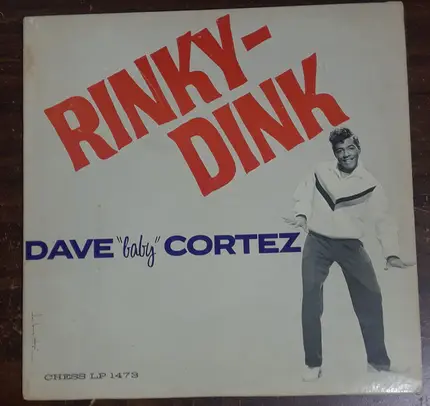 RINKY-
DINK
DAVE "baby" CORTEZ
CHESS LP 1473